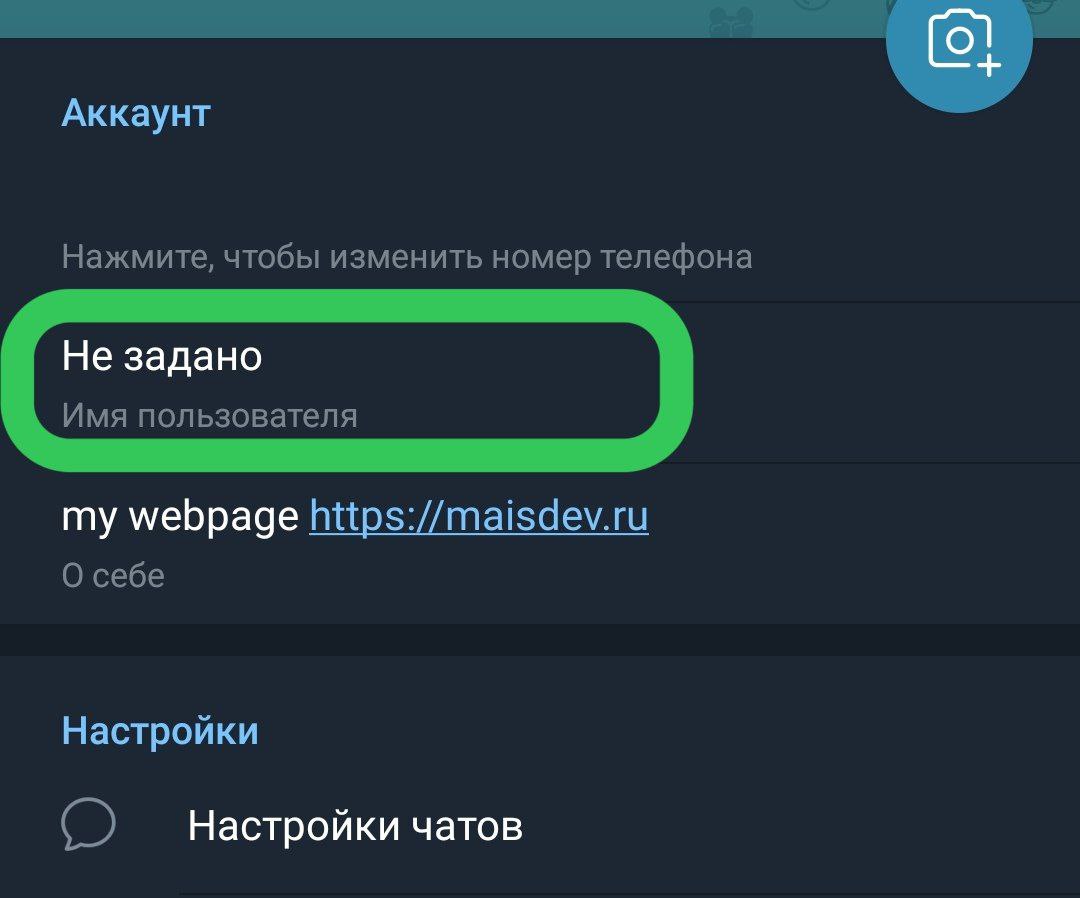 Аккаунт
Нажмите, чтобы изменить номер телефона
Не задано
Имя пользователя
my webpage https://maisdev.ru
О себе
Настройки
Настройки чатов